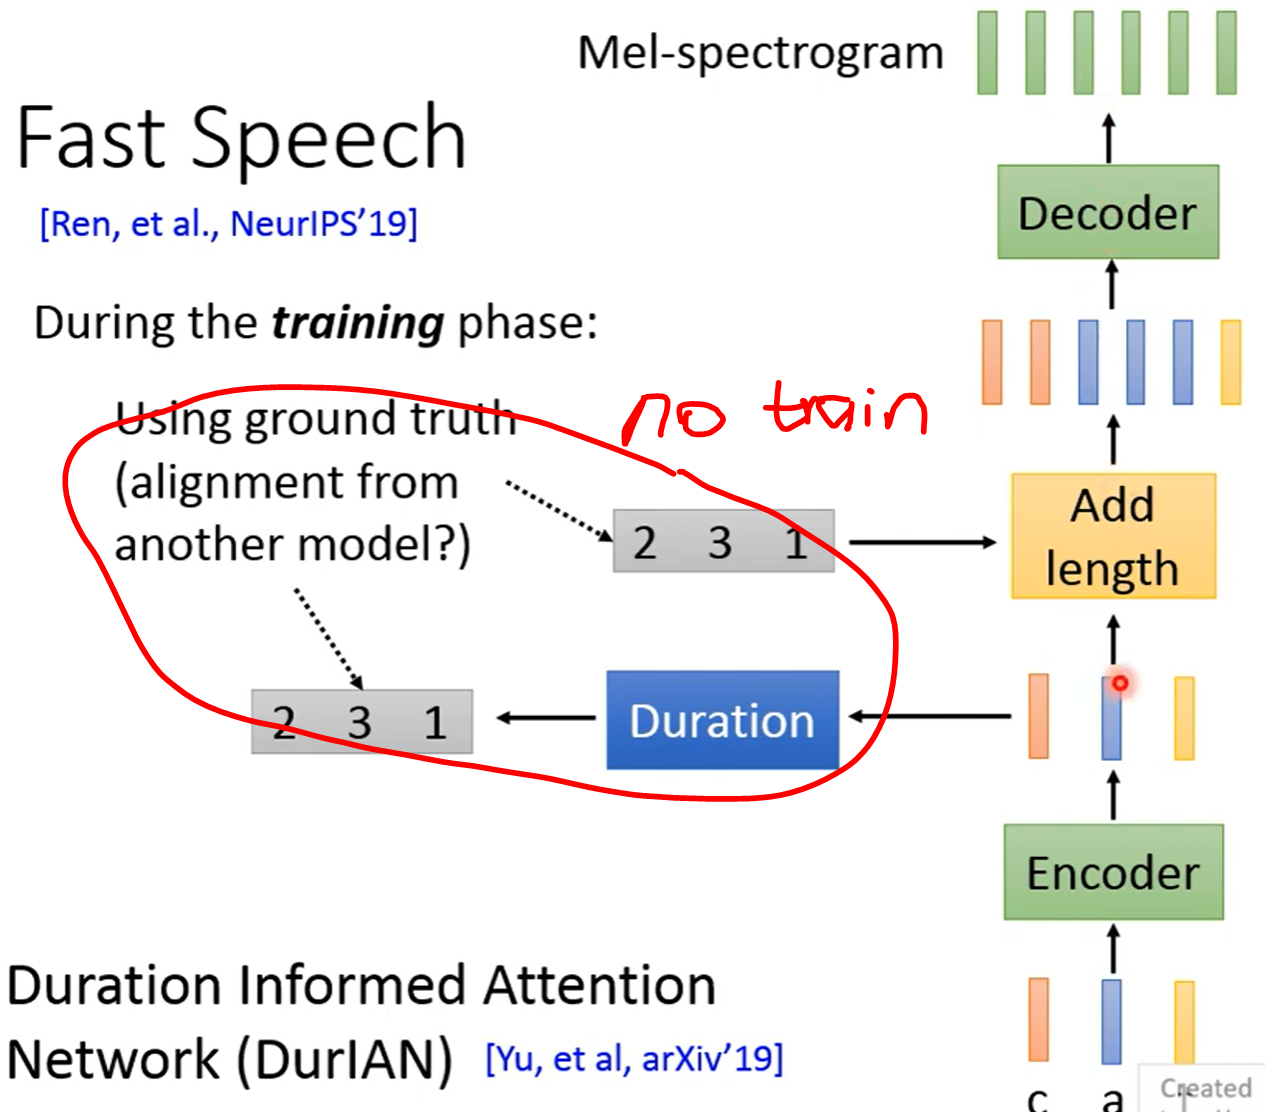 Mel-spectrogram
Fast Speech
[Ren, et al., NeurIPS’19]
Decoder
During the training phase:
Using ground truth
(alignment from
another model?)
no train
2 3 1
Add
length
2 3 1
Duration
Encoder
Duration Informed Attention
Network (DurIAN) [Yu, et al, arXiv’19]
c a
Created